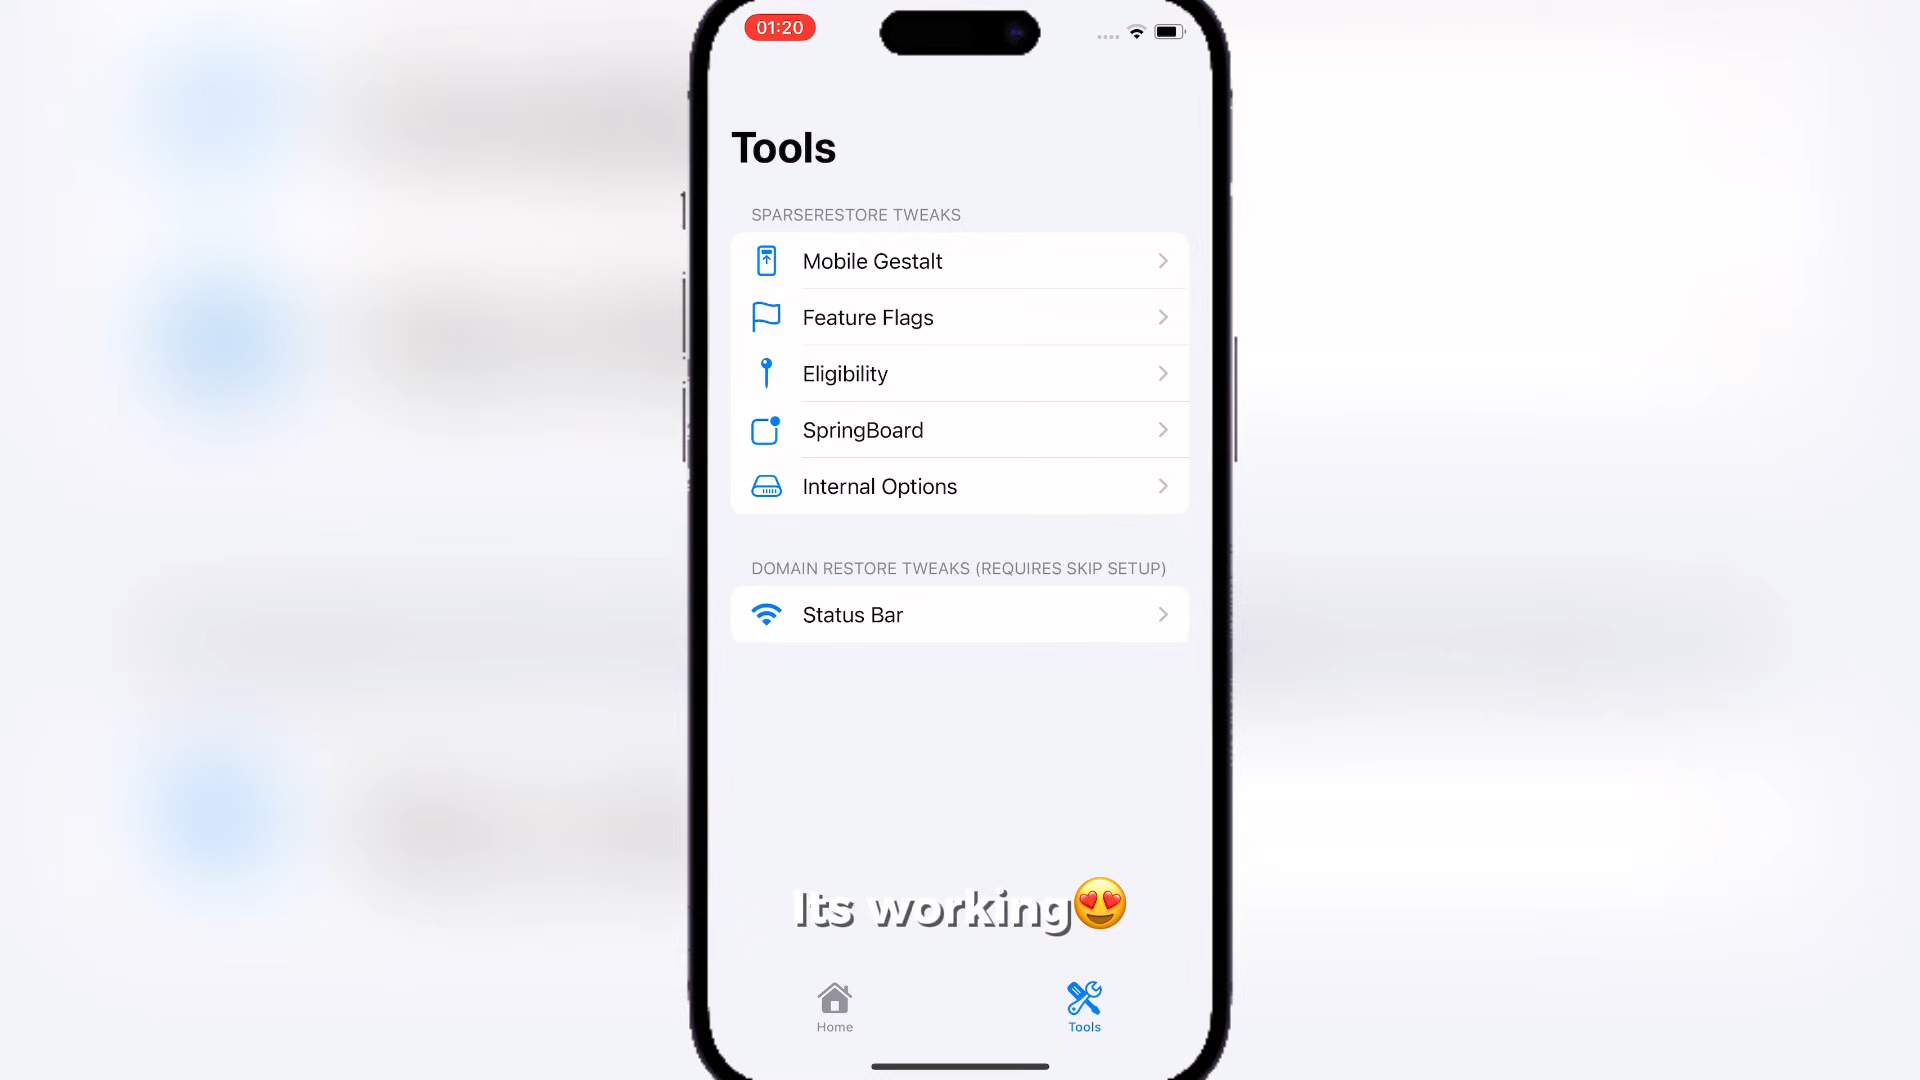 01:20
Tools
SPARSERESTORE TWEAKS
Mobile Gestalt
Feature Flags
Eligibility
SpringBoard
Internal Options
DOMAIN RESTORE TWEAKS (REQUIRES SKIP SETUP)
Status Bar
Its working😍
Home
Tools